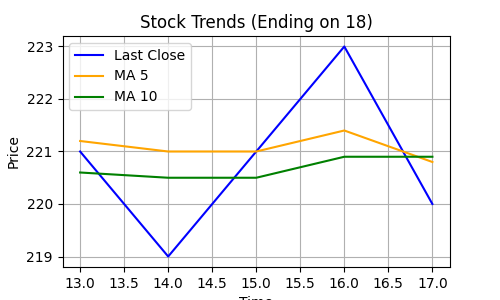 Stock Trends (Ending on 18)
Last Close
MA 5
MA 10
Price
223
222
221
220
219
13.0 13.5 14.0 14.5 15.0 15.5 16.0 16.5 17.0
Time